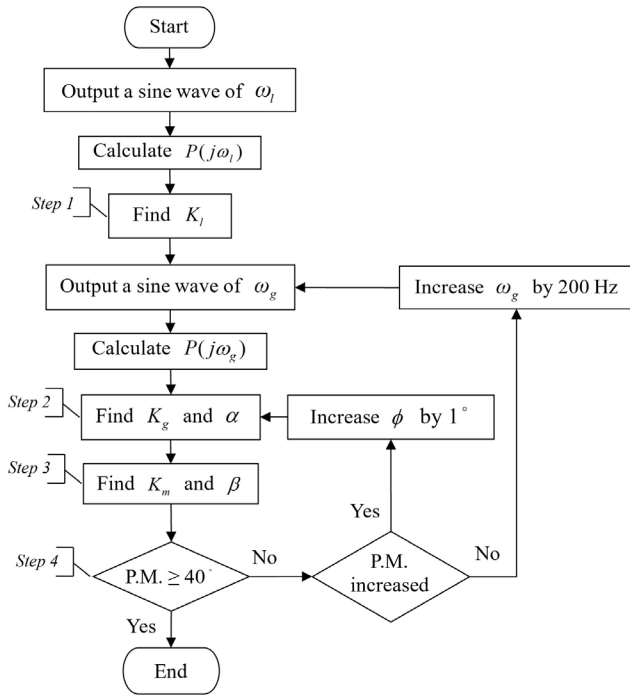 Start
Output a sine wave of ω_l
Calculate P(jω_l)
Step 1
Find K_l
Output a sine wave of ω_g
Increase ω_g by 200 Hz
Calculate P(jω_g)
Step 2
Find K_g and α
Increase ϕ by 1°
Step 3
Find K_m and β
Yes
Step 4
P.M. ≥ 40°
No
P.M.
increased
No
Yes
End